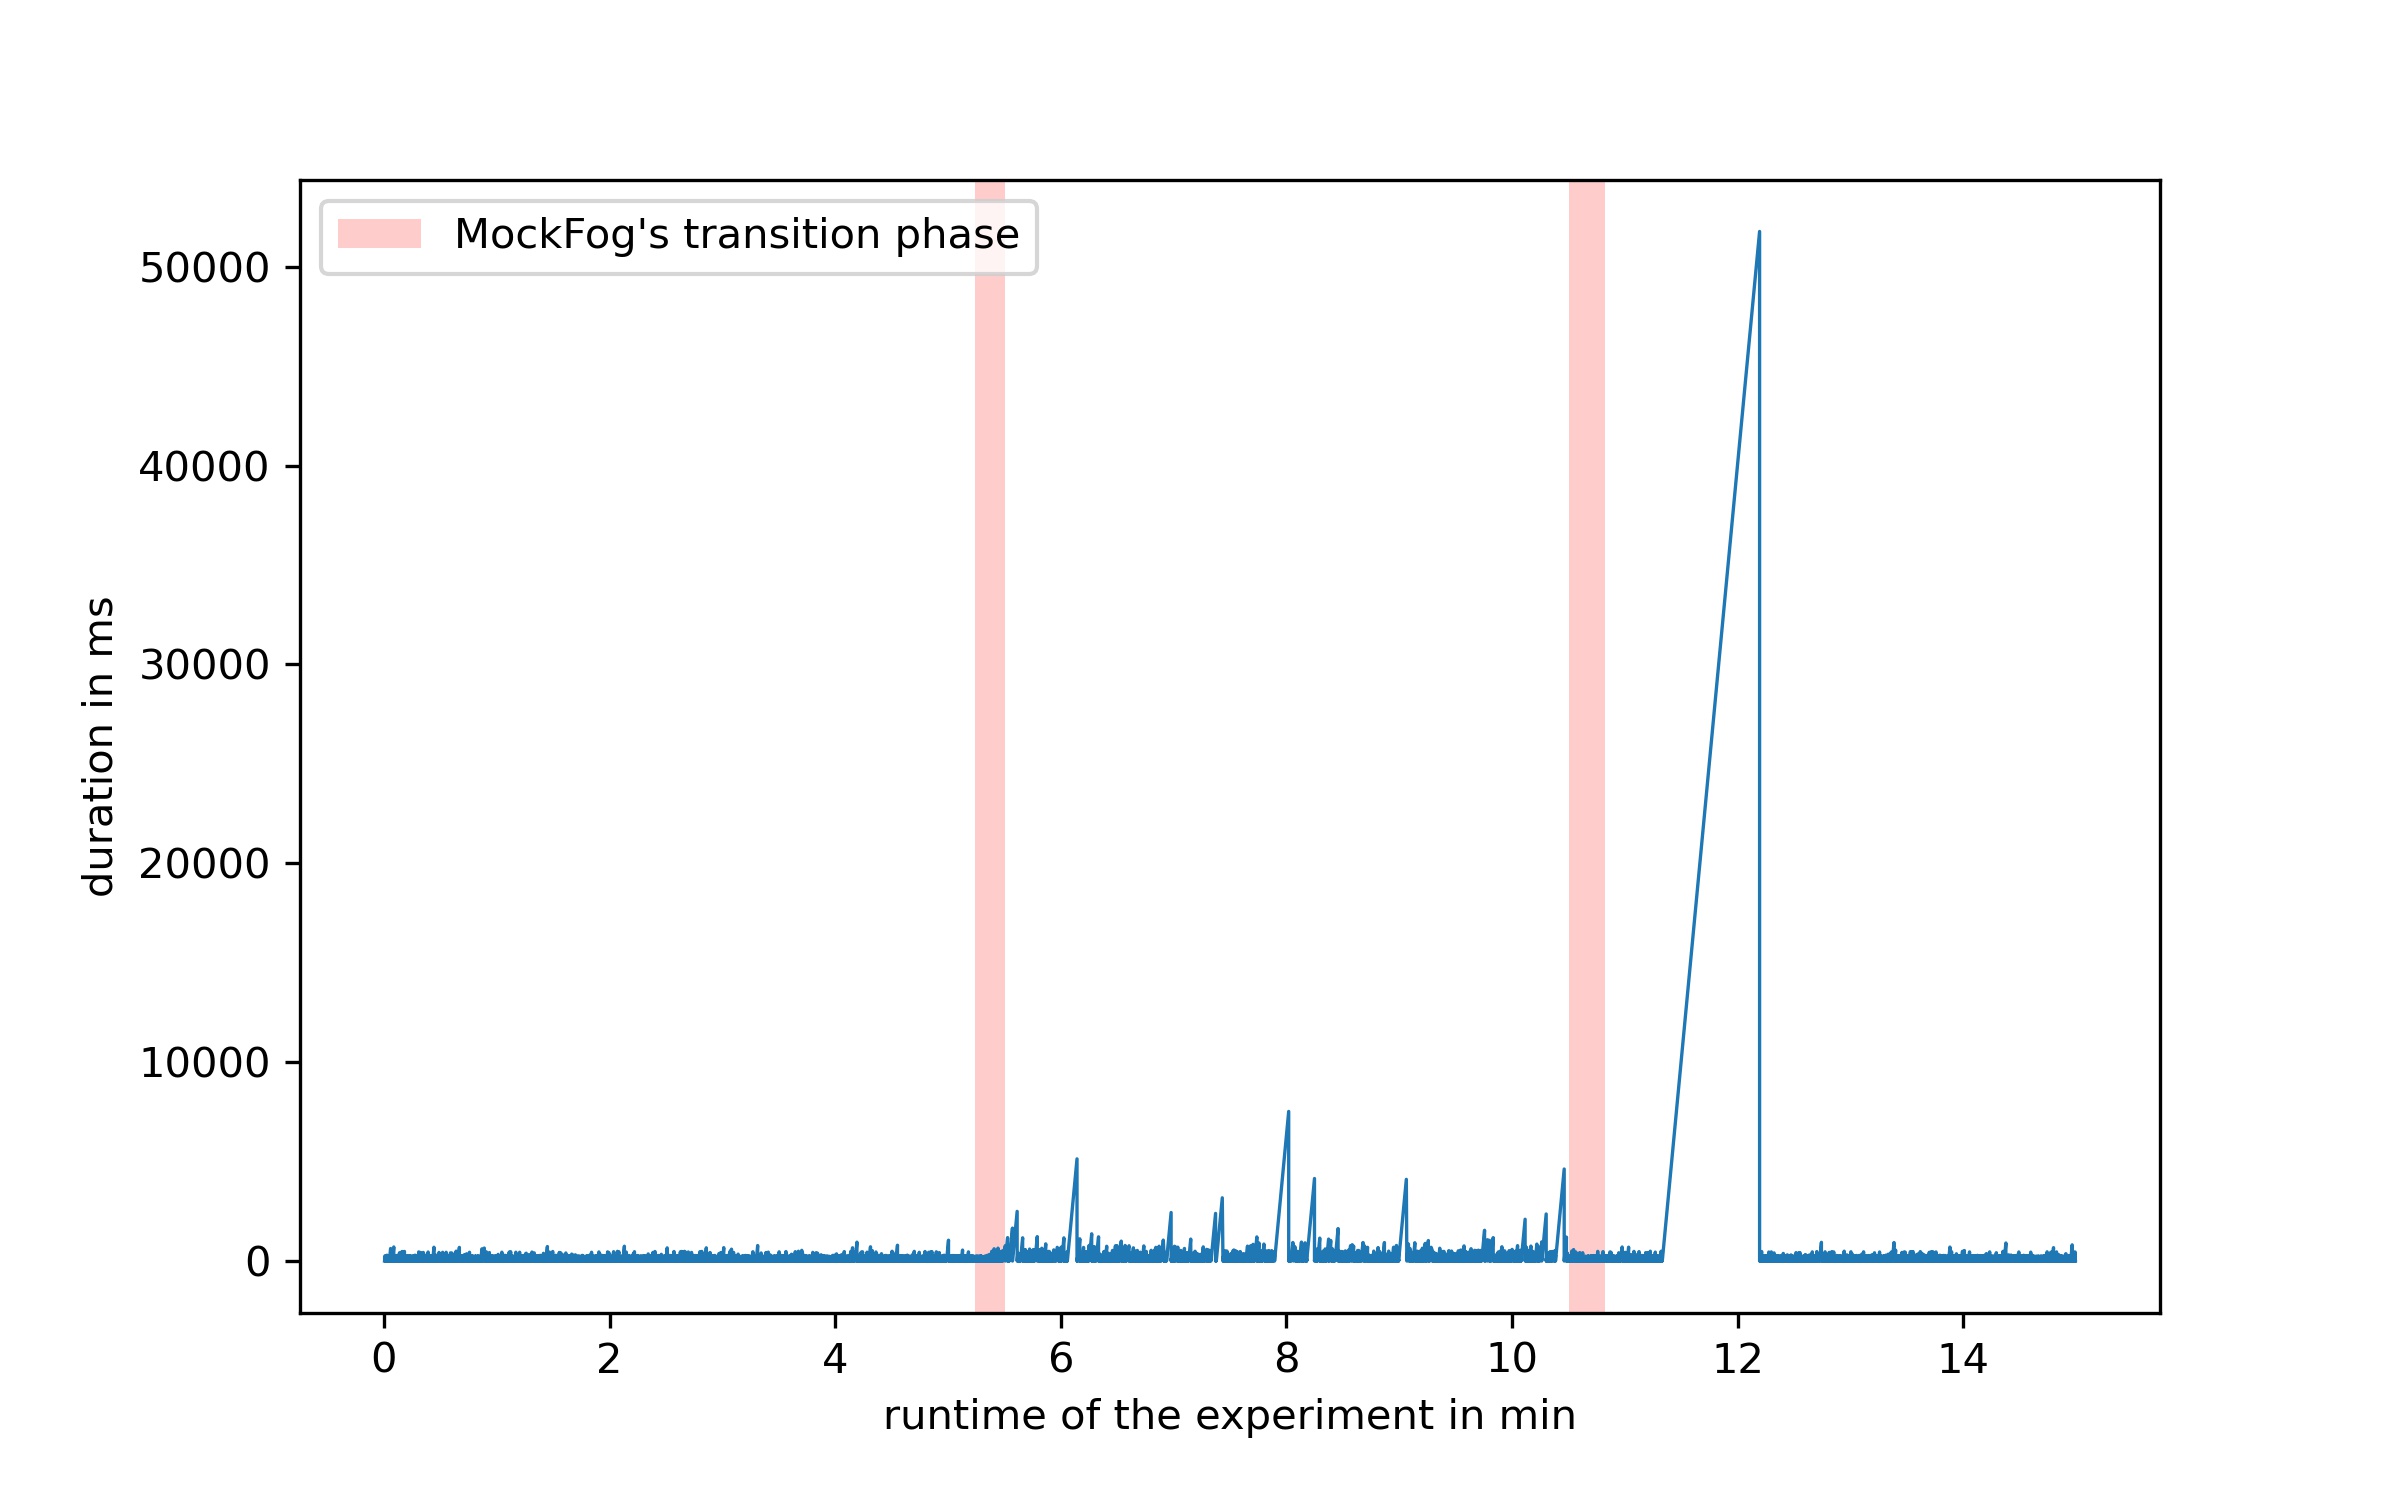 MockFog's transition phase
50000
40000
30000
20000
10000
0
duration in ms
0 2 4 6 8 10 12 14
runtime of the experiment in min